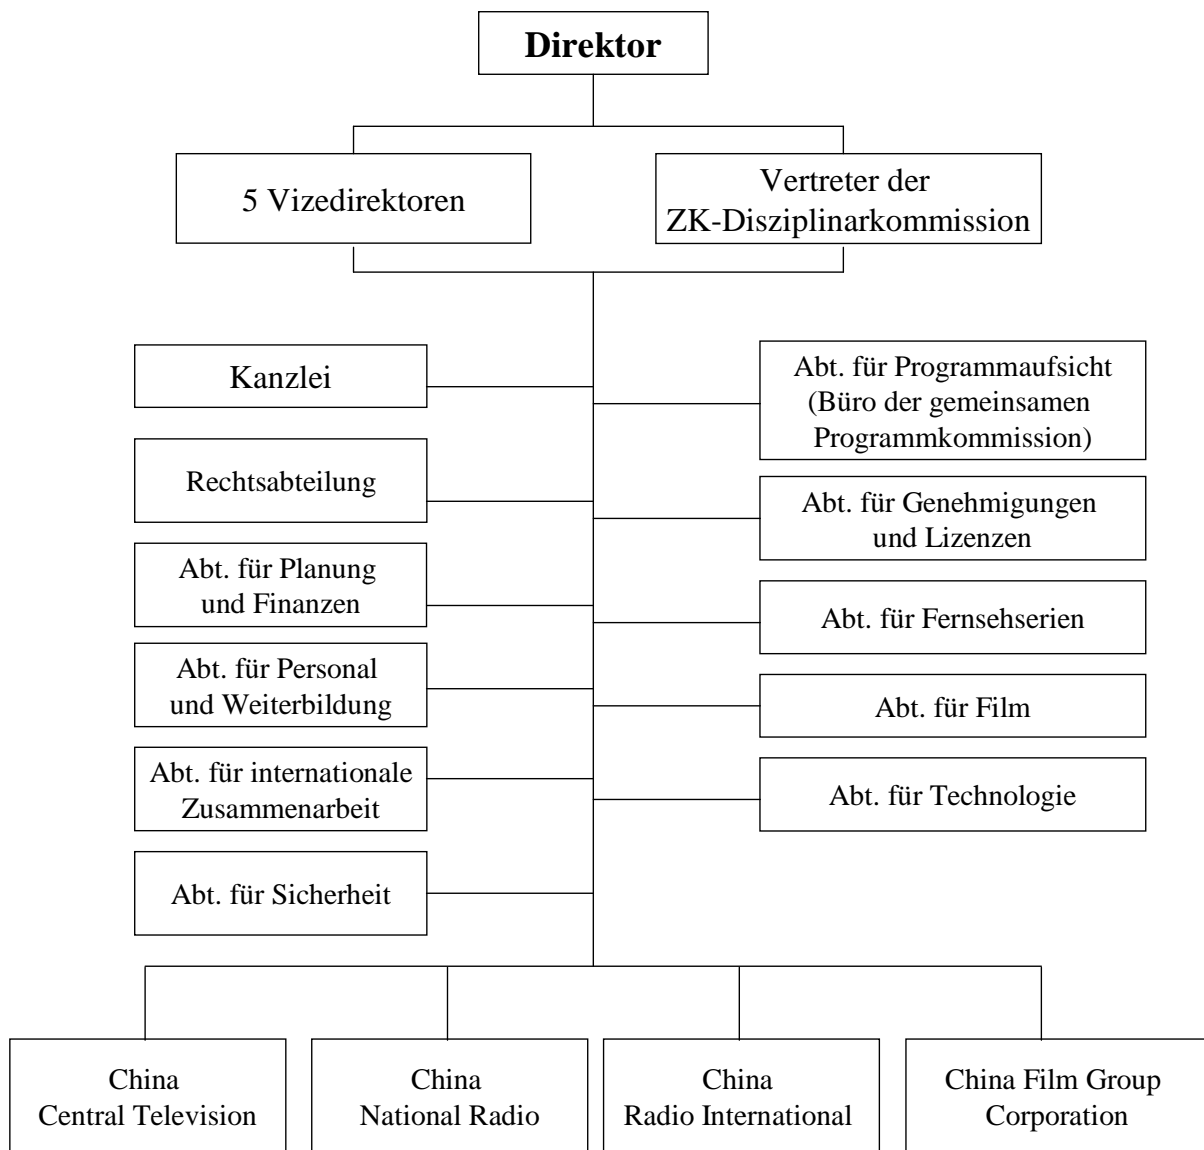 Direktor
5 Vizedirektoren
Vertreter der
ZK-Disziplinarkommission
Kanzlei
Rechtsabteilung
Abt. für Planung
und Finanzen
Abt. für Personal
und Weiterbildung
Abt. für internationale
Zusammenarbeit
Abt. für Sicherheit
Abt. für Programmaufsicht
(Büro der gemeinsamen
Programmkommission)
Abt. für Genehmigungen
und Lizenzen
Abt. für Fernsehserien
Abt. für Film
Abt. für Technologie
China
Central Television
China
National Radio
China
Radio International
China Film Group
Corporation